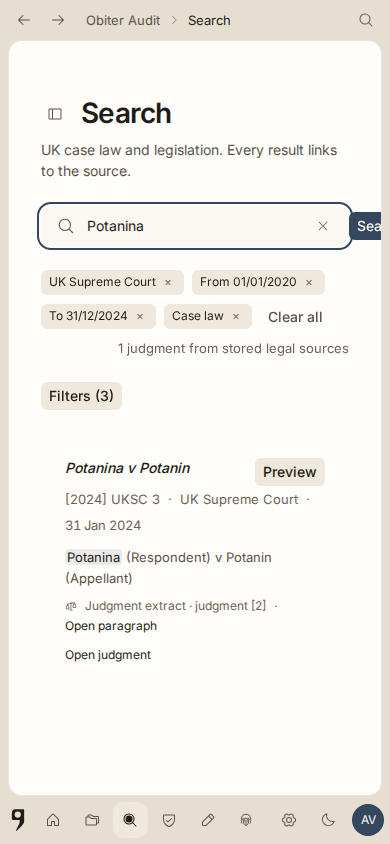 Obiter Audit > Search
Search
UK case law and legislation. Every result links
to the source.
Potanina
Sea
UK Supreme Court ×
From 01/01/2020 ×
To 31/12/2024 ×
Case law ×
Clear all
1 judgment from stored legal sources
Filters (3)
Potanina v Potanin
Preview
[2024] UKSC 3 · UK Supreme Court ·
31 Jan 2024
Potanina (Respondent) v Potanin
(Appellant)
Judgment extract · judgment [2] ·
Open paragraph
Open judgment
AV